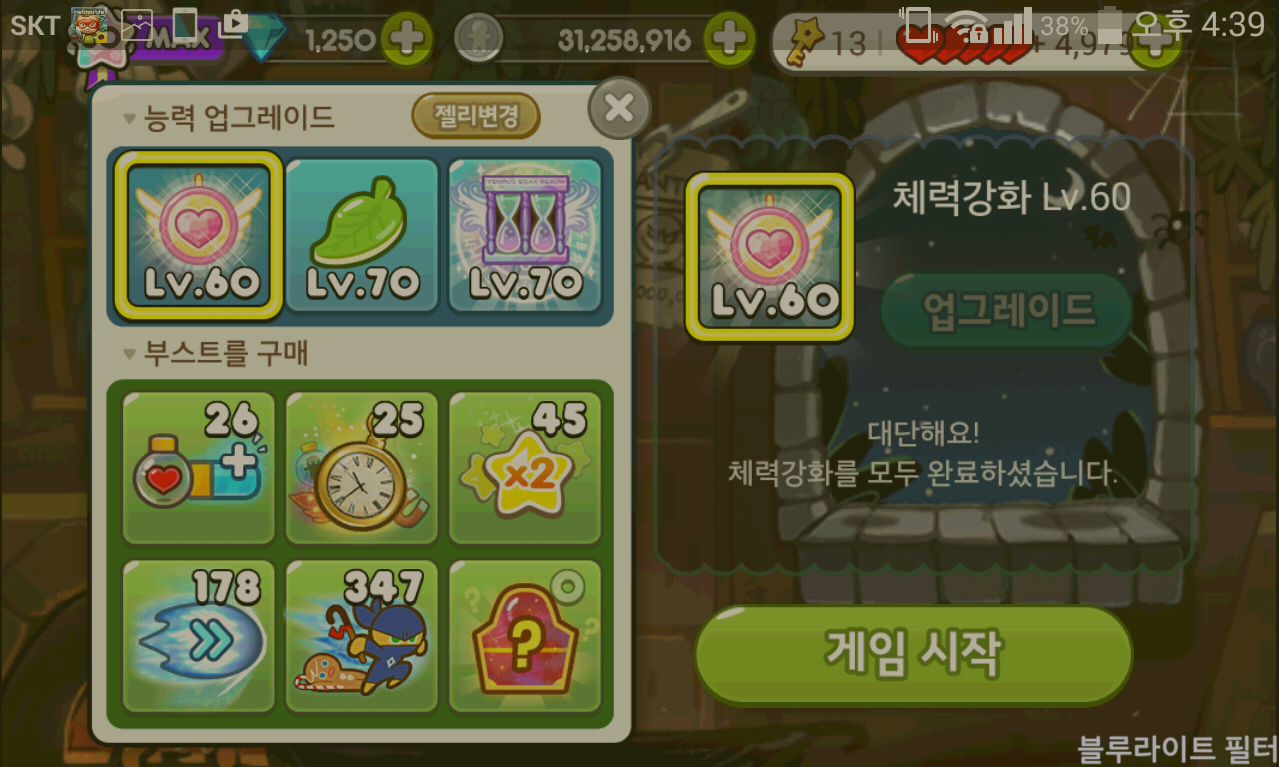 SKT 38% 오후 4:39
MAX 1,250 31,258,916 13 + 4,979
능력 업그레이드 젤리변경
Lv.60 Lv.70 Lv.70
부스트를 구매
26 25 45
x2
178 347
?
체력강화 Lv.60
Lv.60
업그레이드
대단해요!
체력강화를 모두 완료하셨습니다.
게임 시작
블루라이트 필터